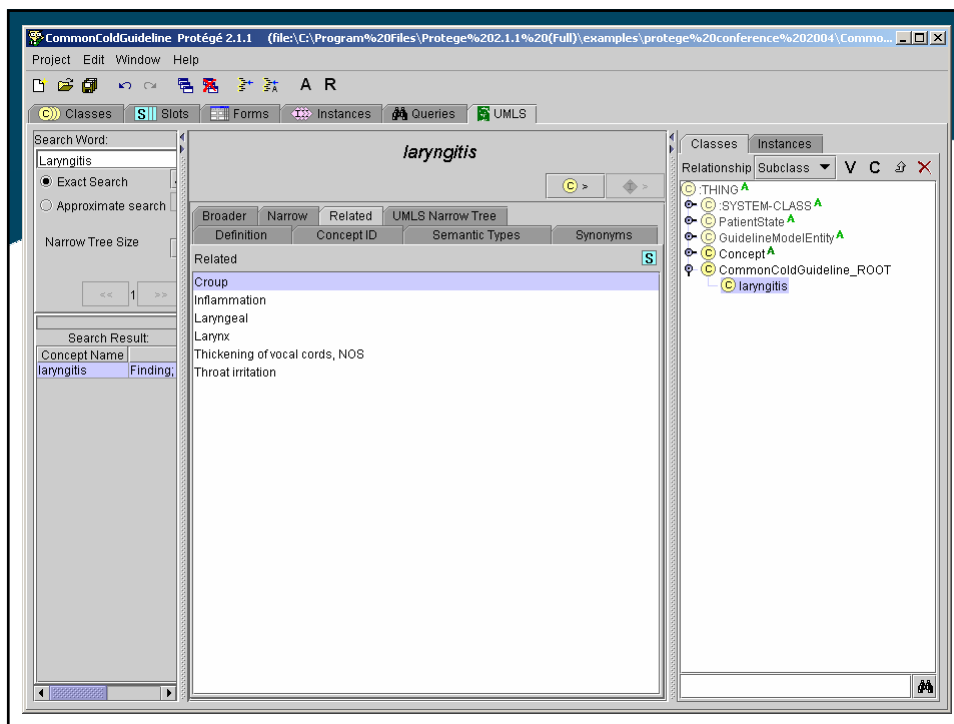 CommonColdGuideline Protégé 2.1.1 (file:\C:\Program%20Files\Protege%202.1.1%20(Full)\examples\protege%20conference%202004\Commo...
Project Edit Window Help
A R
Classes Slots Forms Instances Queries UMLS
Search Word:
Laryngitis
Exact Search
Approximate search
Narrow Tree Size
<< 1 >>
Search Result:
Concept Name
laryngitis Finding;
laryngitis
C >
I >
Broader Narrow Related UMLS Narrow Tree
Definition Concept ID Semantic Types Synonyms
Related S
Croup
Inflammation
Laryngeal
Larynx
Thickening of vocal cords, NOS
Throat irritation
Classes Instances
Relationship Subclass V C
C :THING A
C :SYSTEM-CLASS A
C PatientState A
C GuidelineModelEntity A
C Concept A
C CommonColdGuideline_ROOT
C laryngitis